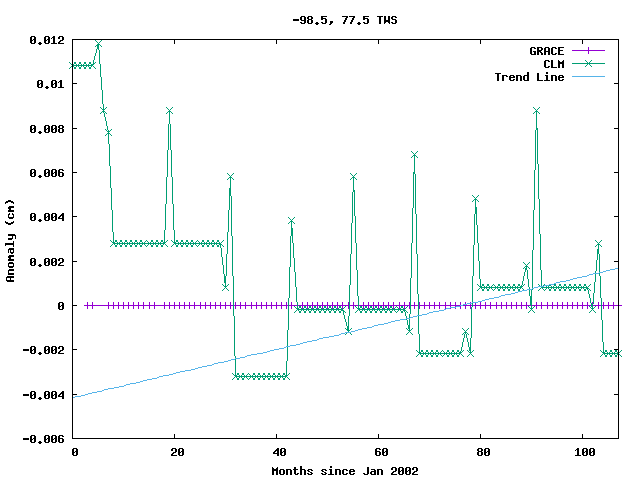 -98.5, 77.5 TWS
GRACE
CLM
Trend Line
0.012
0.01
0.008
0.006
0.004
0.002
0
-0.002
-0.004
-0.006
Anomaly (cm)
0 20 40 60 80 100
Months since Jan 2002